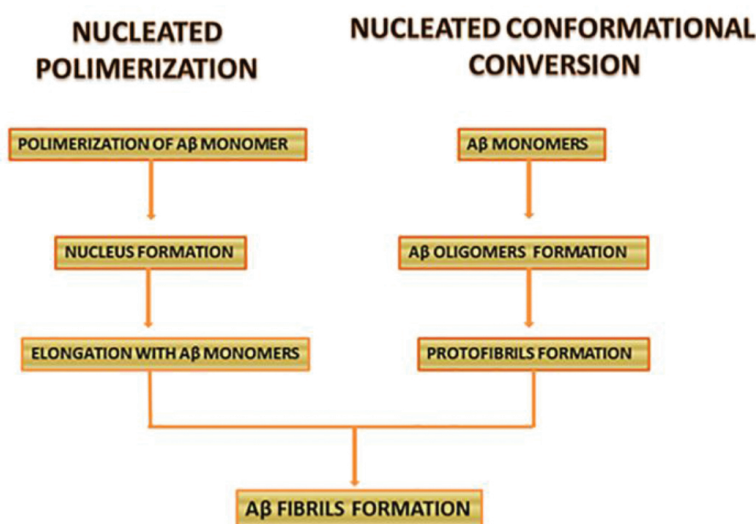 NUCLEATED
POLIMERIZATION
NUCLEATED CONFORMATIONAL
CONVERSION
POLIMERIZATION OF Aβ MONOMER
Aβ MONOMERS
NUCLEUS FORMATION
Aβ OLIGOMERS FORMATION
ELONGATION WITH Aβ MONOMERS
PROTOFIBRILS FORMATION
Aβ FIBRILS FORMATION